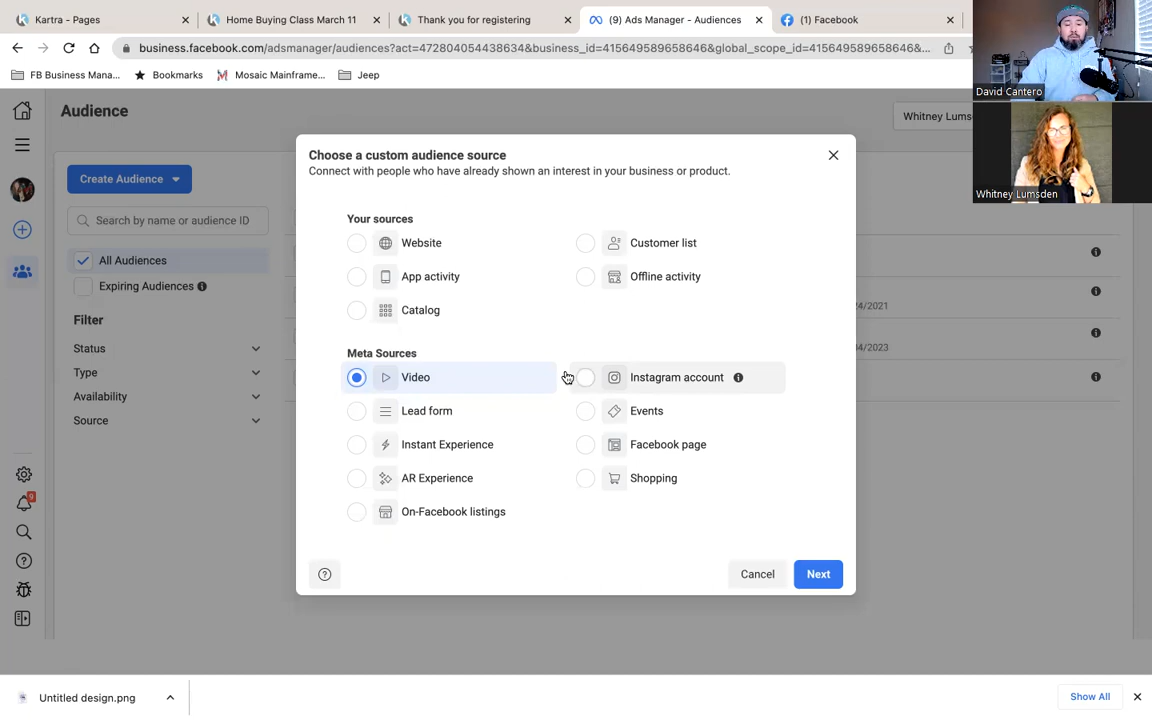 Kartra - Pages
Home Buying Class March 11
Thank you for registering
(9) Ads Manager - Audiences
(1) Facebook
business.facebook.com/adsmanager/audiences?act=472804054438634&business_id=415649589658646&global_scope_id=415649589658646&...
FB Business Mana...
Bookmarks
Mosaic Mainframe...
Jeep
David Cantero
Whitney Lumsden
Audience
Whitney Lums
Create Audience
Search by name or audience ID
All Audiences
Expiring Audiences
Filter
Status
Type
Availability
Source
24/2021
04/2023
9
Choose a custom audience source
Connect with people who have already shown an interest in your business or product.
Your sources
Website
Customer list
App activity
Offline activity
Catalog
Meta Sources
Video
Instagram account
Lead form
Events
Instant Experience
Facebook page
AR Experience
Shopping
On-Facebook listings
Cancel
Next
Untitled design.png
Show All